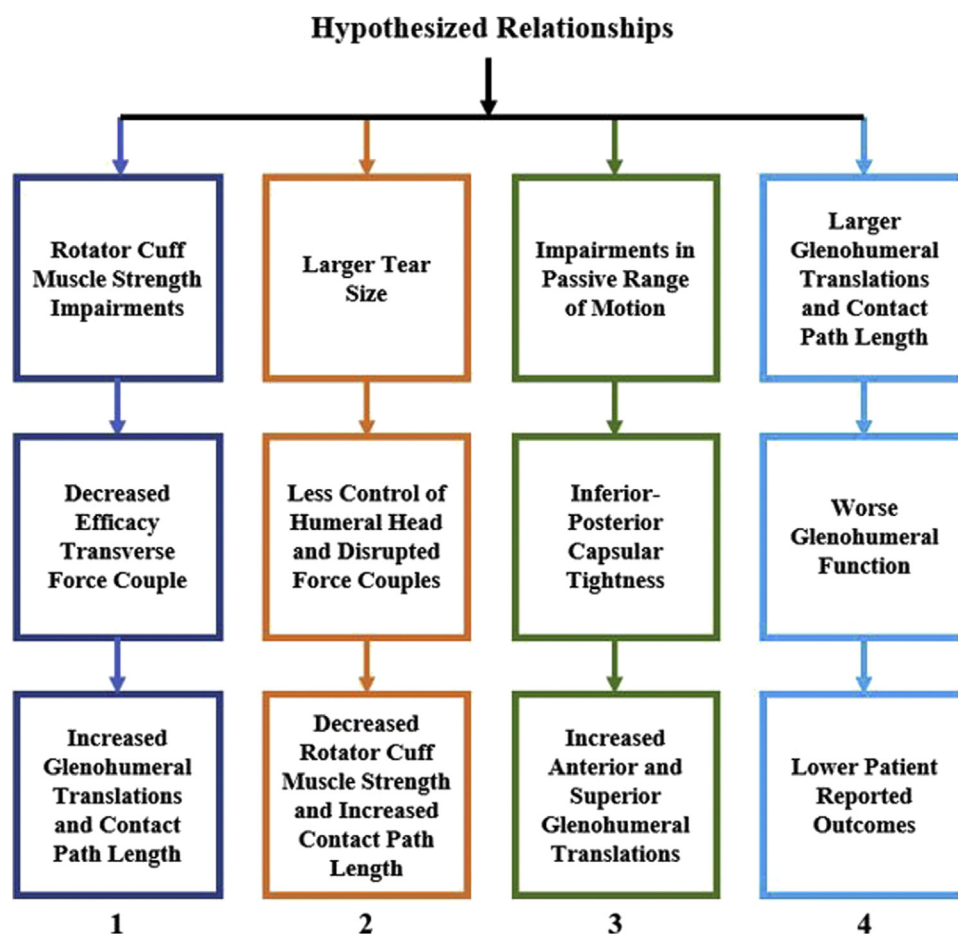 Hypothesized Relationships
Rotator Cuff
Muscle Strength
Impairments
Decreased
Efficacy
Transverse
Force Couple
Increased
Glenohumeral
Translations
and Contact
Path Length
1
Larger Tear
Size
Less Control of
Humeral Head
and Disrupted
Force Couples
Decreased
Rotator Cuff
Muscle Strength
and Increased
Contact Path
Length
2
Impairments in
Passive Range
of Motion
Inferior-
Posterior
Capsular
Tightness
Increased
Anterior and
Superior
Glenohumeral
Translations
3
Larger
Glenohumeral
Translations
and Contact
Path Length
Worse
Glenohumeral
Function
Lower Patient
Reported
Outcomes
4